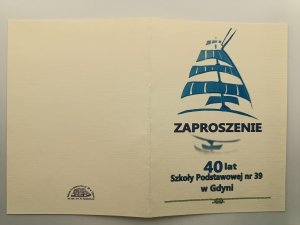 ZAPROSZENIE
40 lat
Szkoły Podstawowej nr 39
w Gdyni